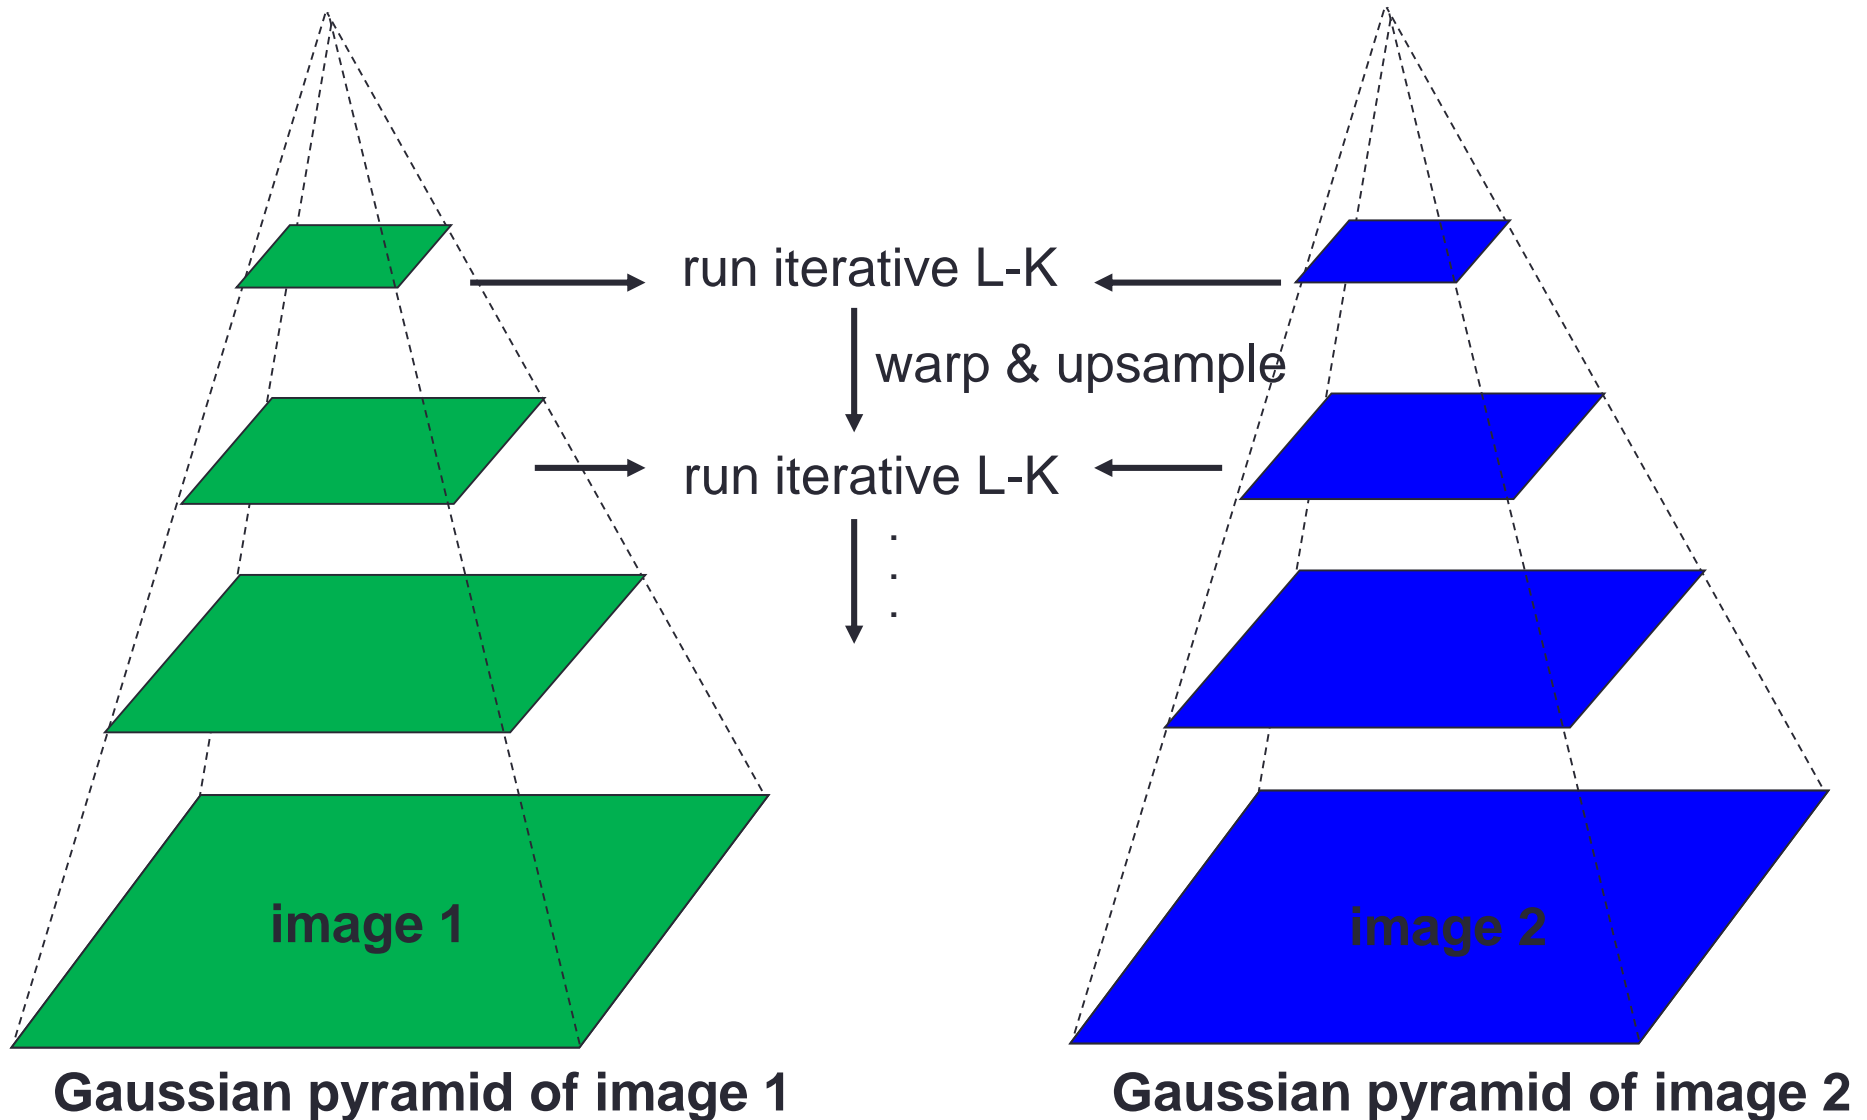 run iterative L-K
warp & upsample
run iterative L-K
.
.
.
image 1
image 2
Gaussian pyramid of image 1
Gaussian pyramid of image 2